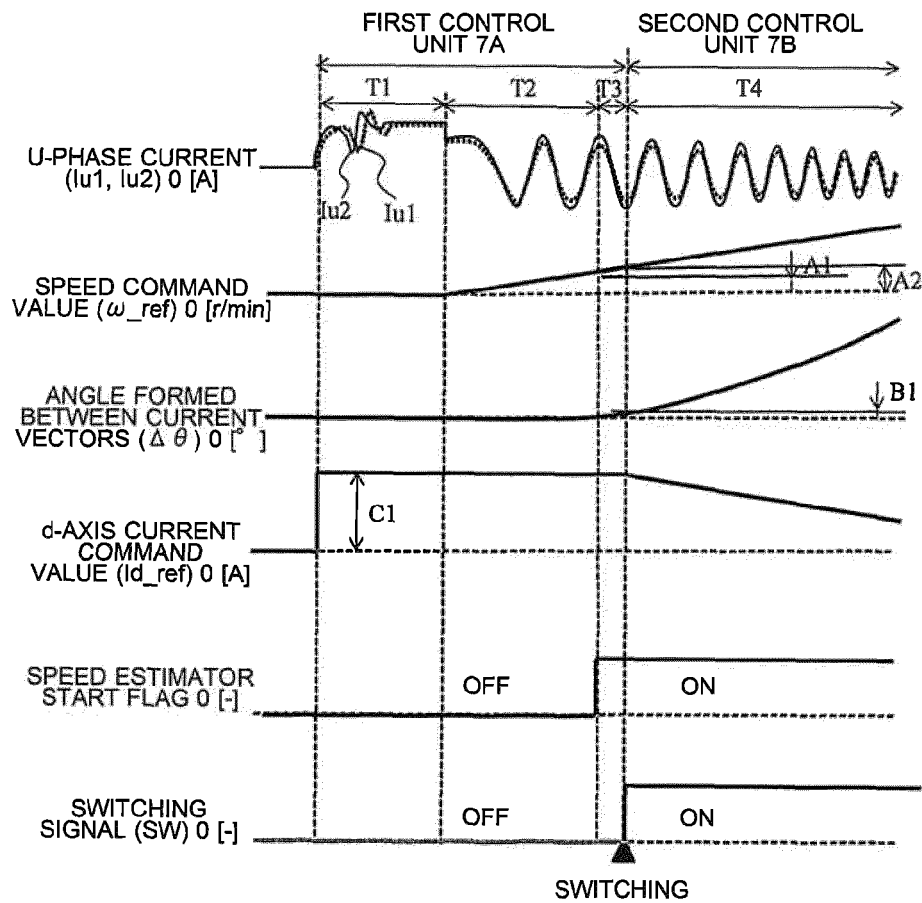 FIRST CONTROL
UNIT 7A
SECOND CONTROL
UNIT 7B
T1
T2
T3
T4
U-PHASE CURRENT
(Iu1, Iu2) 0 [A]
Iu2
Iu1
SPEED COMMAND
VALUE (ω_ref) 0 [r/min]
A1
A2
ANGLE FORMED
BETWEEN CURRENT
VECTORS (Δθ) 0 [°]
B1
C1
d-AXIS CURRENT
COMMAND
VALUE (Id_ref) 0 [A]
SPEED ESTIMATOR
START FLAG 0 [-]
OFF
ON
SWITCHING
SIGNAL (SW) 0 [-]
OFF
ON
SWITCHING